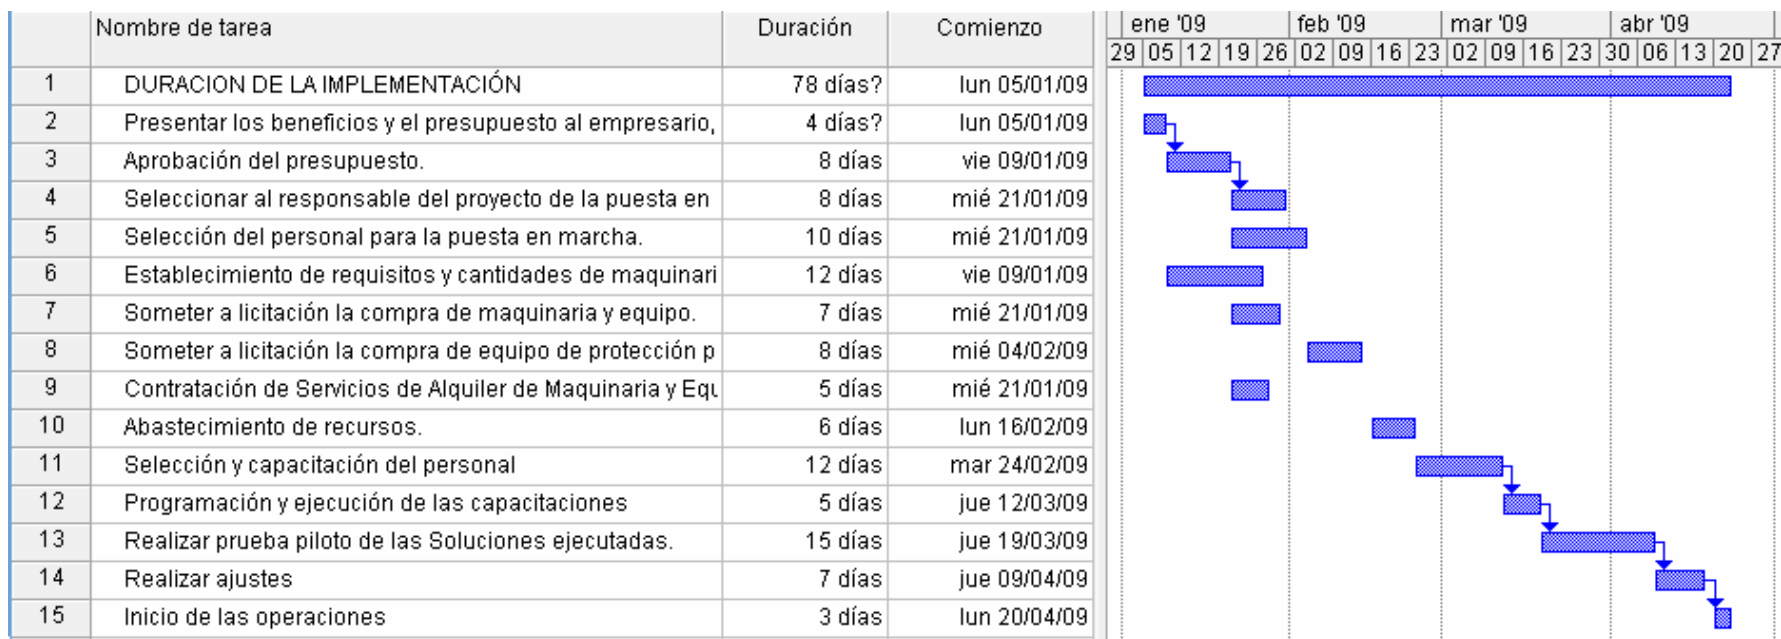 Nombre de tarea Duración Comienzo ene '09 feb '09 mar '09 abr '09
29 05 12 19 26 02 09 16 23 02 09 16 23 30 06 13 20 27
1 DURACION DE LA IMPLEMENTACIÓN 78 días? lun 05/01/09
2 Presentar los beneficios y el presupuesto al empresario, 4 días? lun 05/01/09
3 Aprobación del presupuesto. 8 días vie 09/01/09
4 Seleccionar al responsable del proyecto de la puesta en 8 días mié 21/01/09
5 Selección del personal para la puesta en marcha. 10 días mié 21/01/09
6 Establecimiento de requisitos y cantidades de maquinari 12 días vie 09/01/09
7 Someter a licitación la compra de maquinaria y equipo. 7 días mié 21/01/09
8 Someter a licitación la compra de equipo de protección p 8 días mié 04/02/09
9 Contratación de Servicios de Alquiler de Maquinaria y Equ 5 días mié 21/01/09
10 Abastecimiento de recursos. 6 días lun 16/02/09
11 Selección y capacitación del personal 12 días mar 24/02/09
12 Programación y ejecución de las capacitaciones 5 días jue 12/03/09
13 Realizar prueba piloto de las Soluciones ejecutadas. 15 días jue 19/03/09
14 Realizar ajustes 7 días jue 09/04/09
15 Inicio de las operaciones 3 días lun 20/04/09